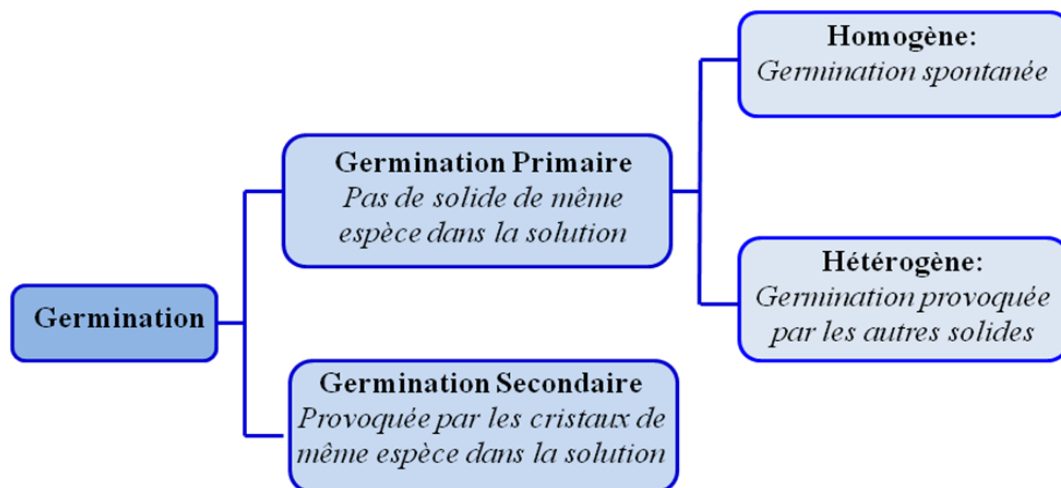 Homogène:
Germination spontanée
Germination Primaire
Pas de solide de même
espèce dans la solution
Hétérogène:
Germination provoquée
par les autres solides
Germination
Germination Secondaire
Provoquée par les cristaux de
même espèce dans la solution